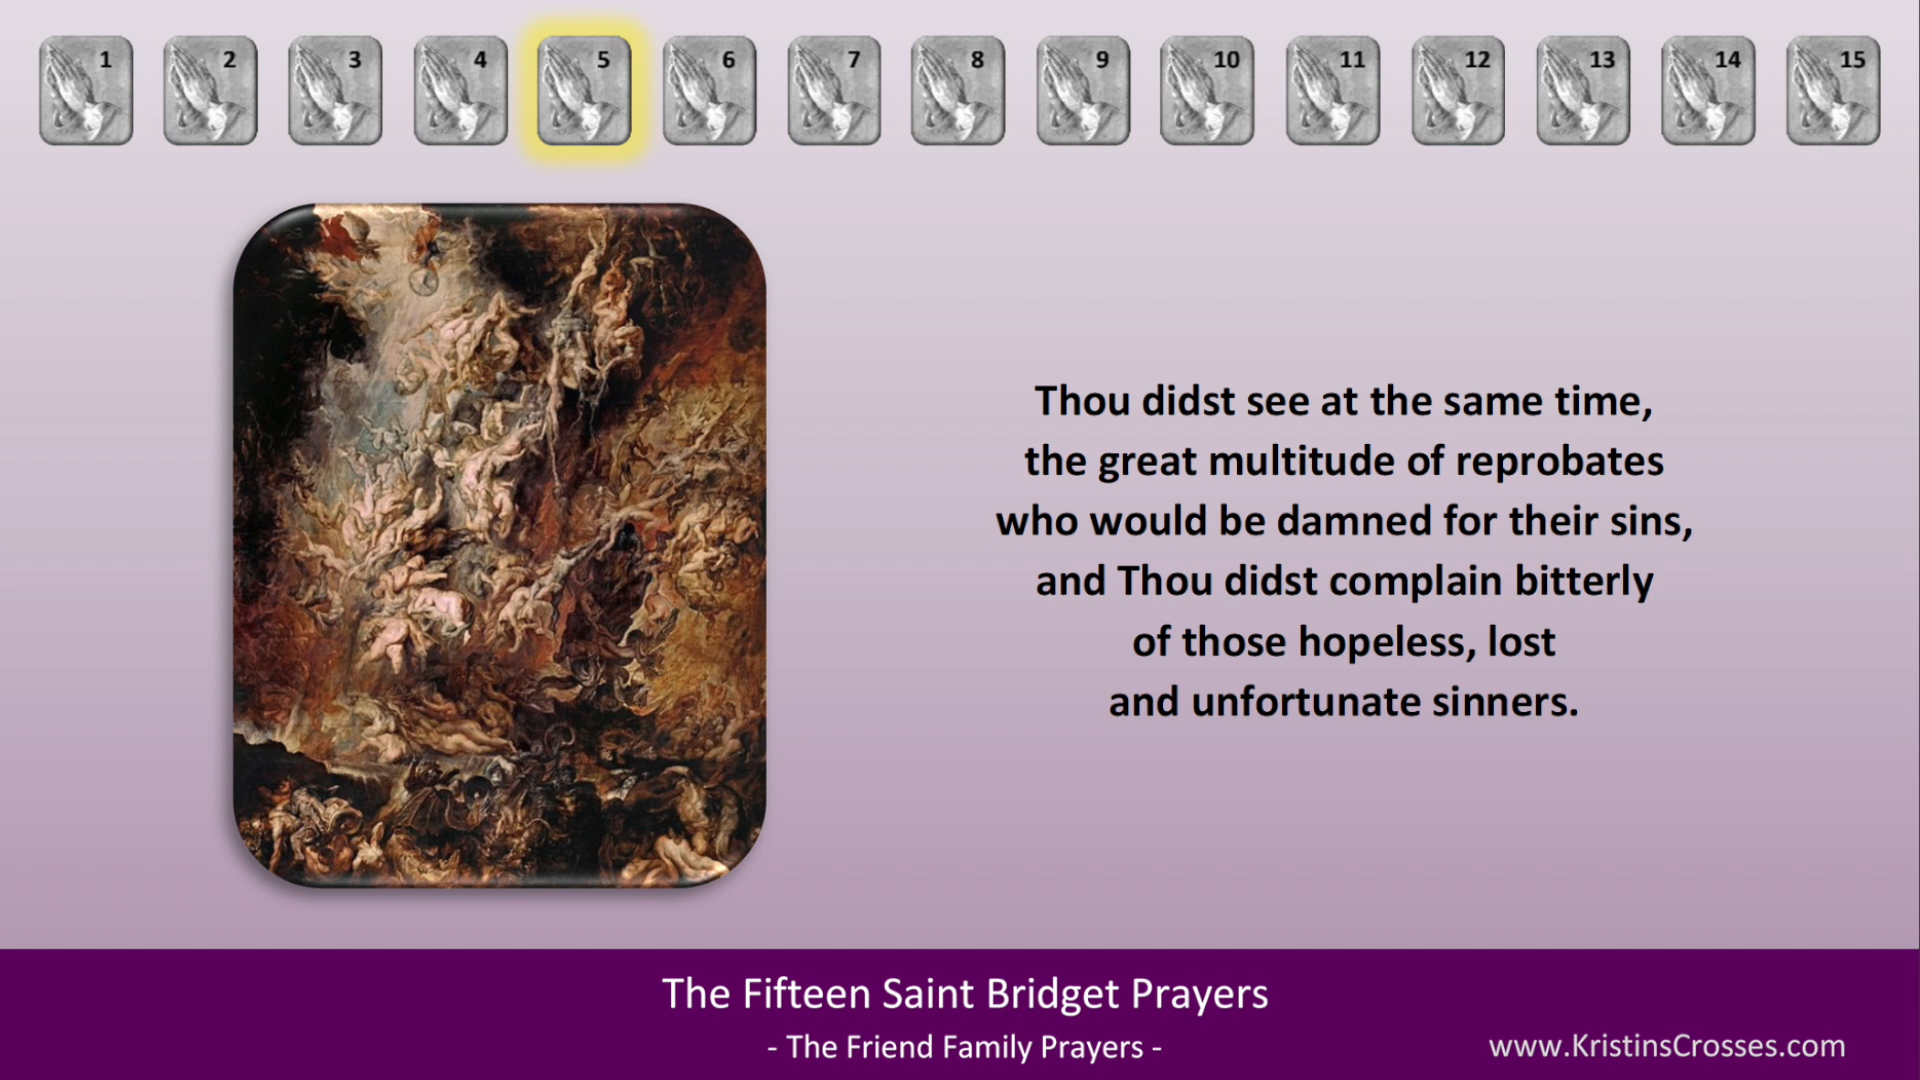 1 2 3 4 5 6 7 8 9 10 11 12 13 14 15
Thou didst see at the same time,
the great multitude of reprobates
who would be damned for their sins,
and Thou didst complain bitterly
of those hopeless, lost
and unfortunate sinners.
The Fifteen Saint Bridget Prayers
- The Friend Family Prayers -
www.KristinsCrosses.com